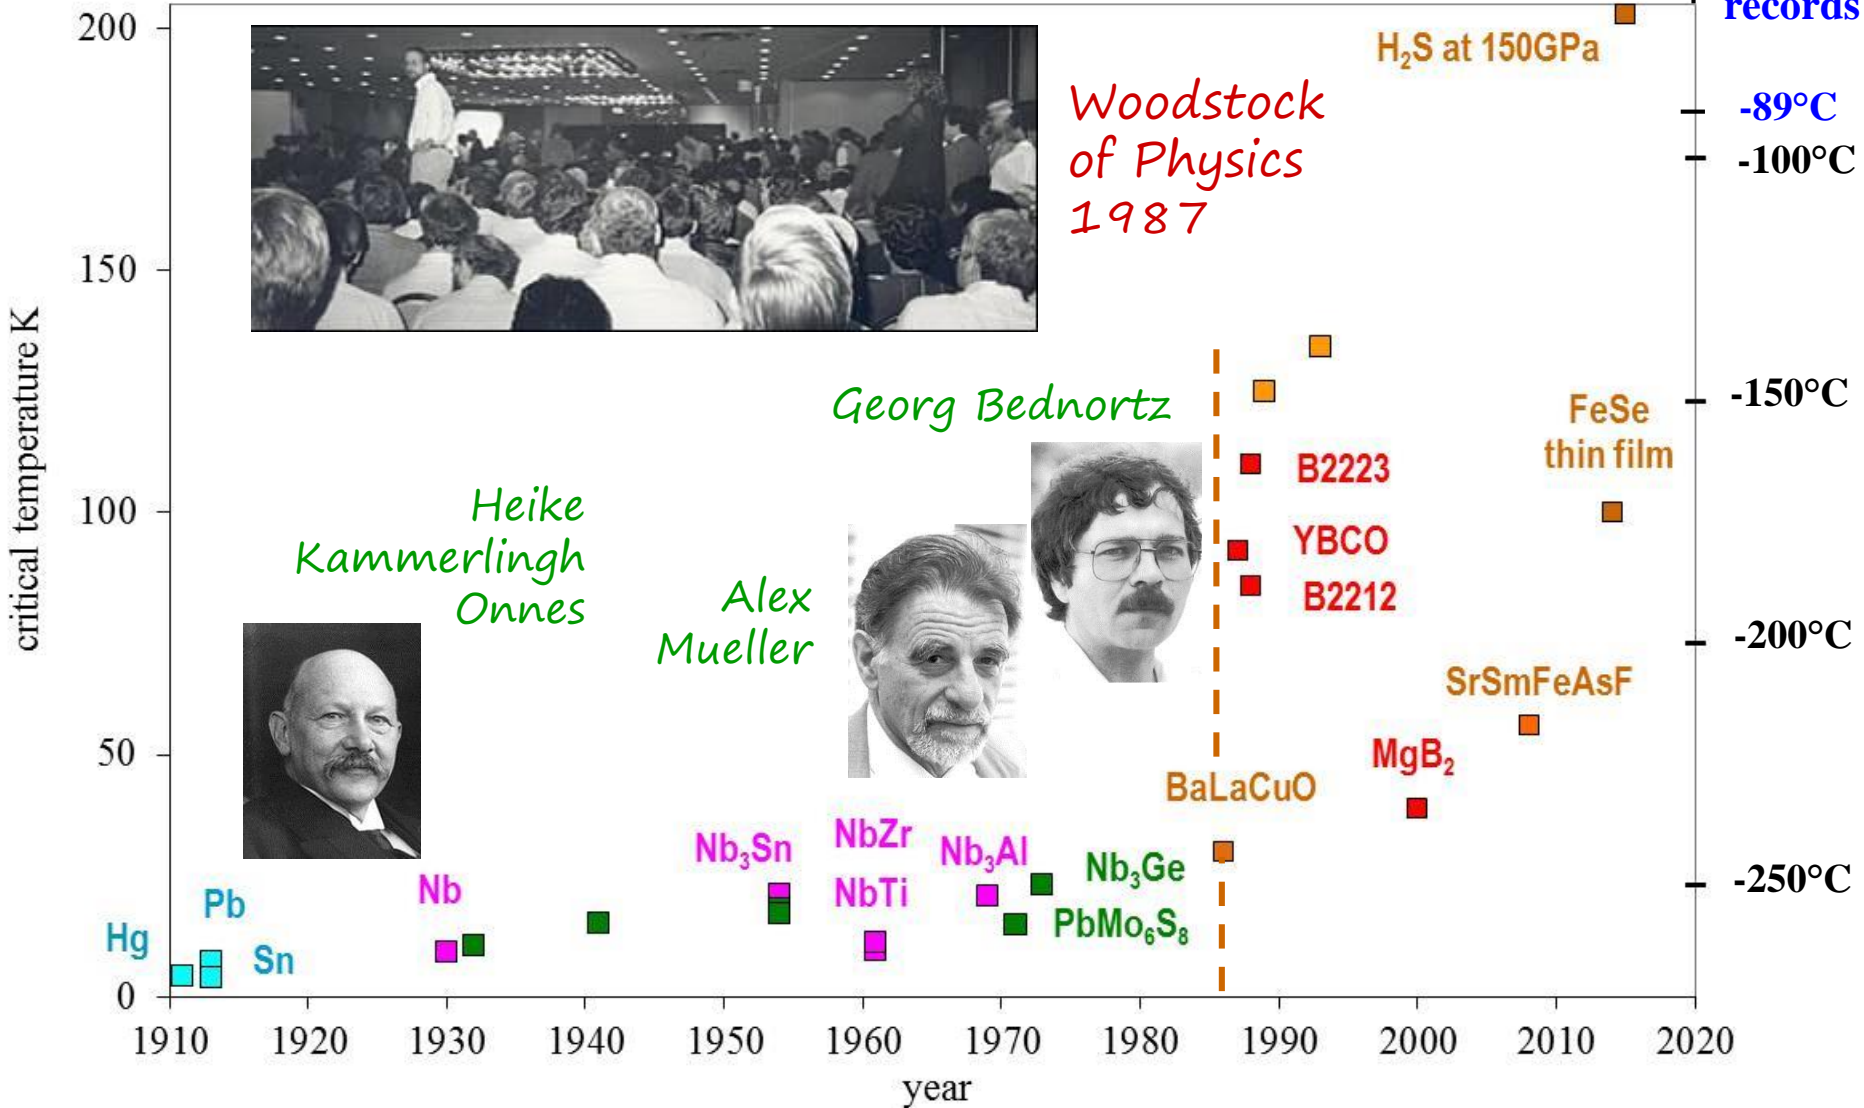 records
200
H₂S at 150GPa
Woodstock
of Physics
1987
-89°C
-100°C
150
critical temperature K
Georg Bednortz
-150°C
FeSe
thin film
B2223
Heike
Kammerlingh
Onnes
100
YBCO
B2212
Alex
Mueller
-200°C
SrSmFeAsF
50
MgB₂
BaLaCuO
Nb₃Sn
NbZr
Nb₃Al
Nb₃Ge
-250°C
Nb
NbTi
Pb
PbMo₆S₈
Hg
Sn
0
1910 1920 1930 1940 1950 1960 1970 1980 1990 2000 2010 2020
year